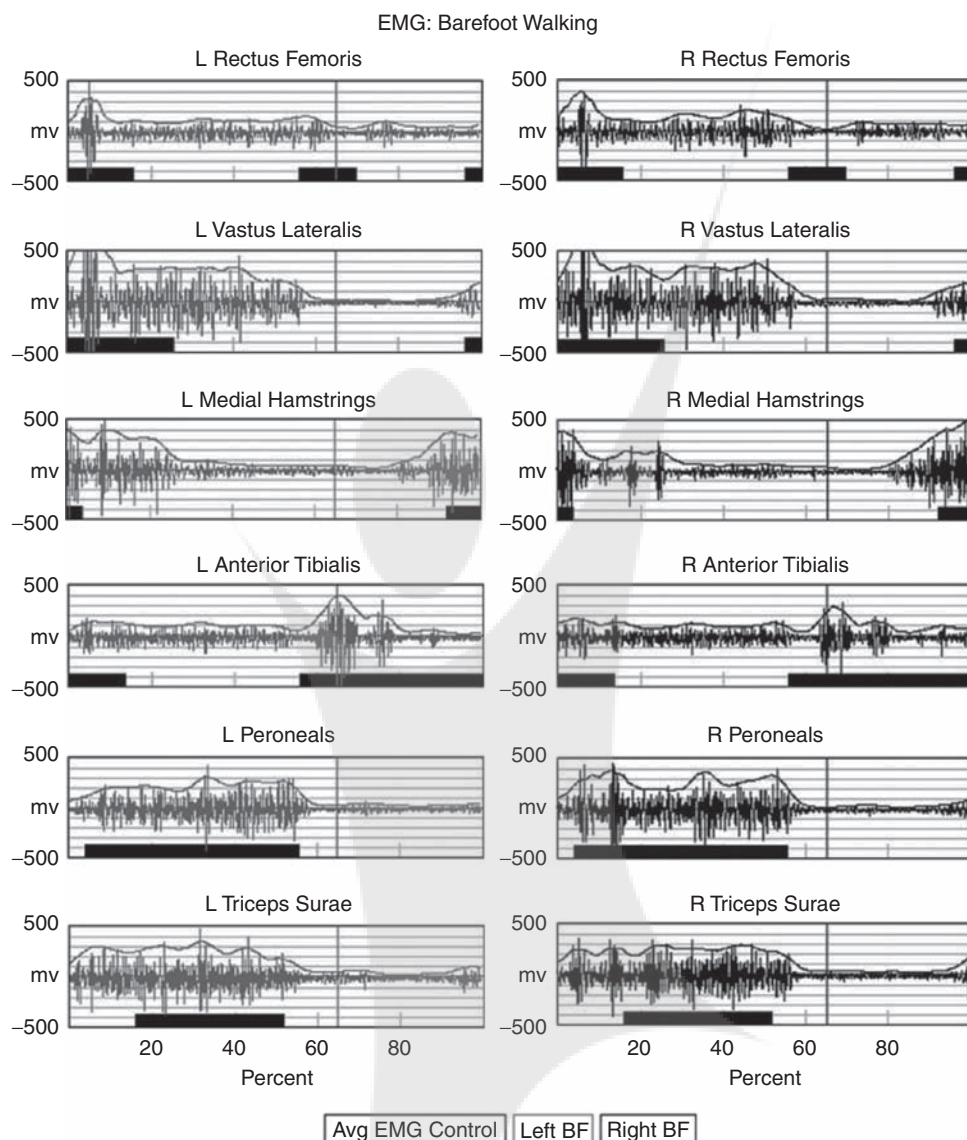 EMG: Barefoot Walking
L Rectus Femoris
R Rectus Femoris
500
mv
−500
L Vastus Lateralis
R Vastus Lateralis
500
500
mv
mv
−500
−500
L Medial Hamstrings
R Medial Hamstrings
500
500
mv
mv
−500
−500
L Anterior Tibialis
R Anterior Tibialis
500
500
mv
mv
−500
−500
L Peroneals
R Peroneals
500
500
mv
mv
−500
−500
L Triceps Surae
R Triceps Surae
500
500
mv
mv
−500
−500
20 40 60 80
20 40 60 80
Percent
Percent
Avg EMG Control Left BF Right BF